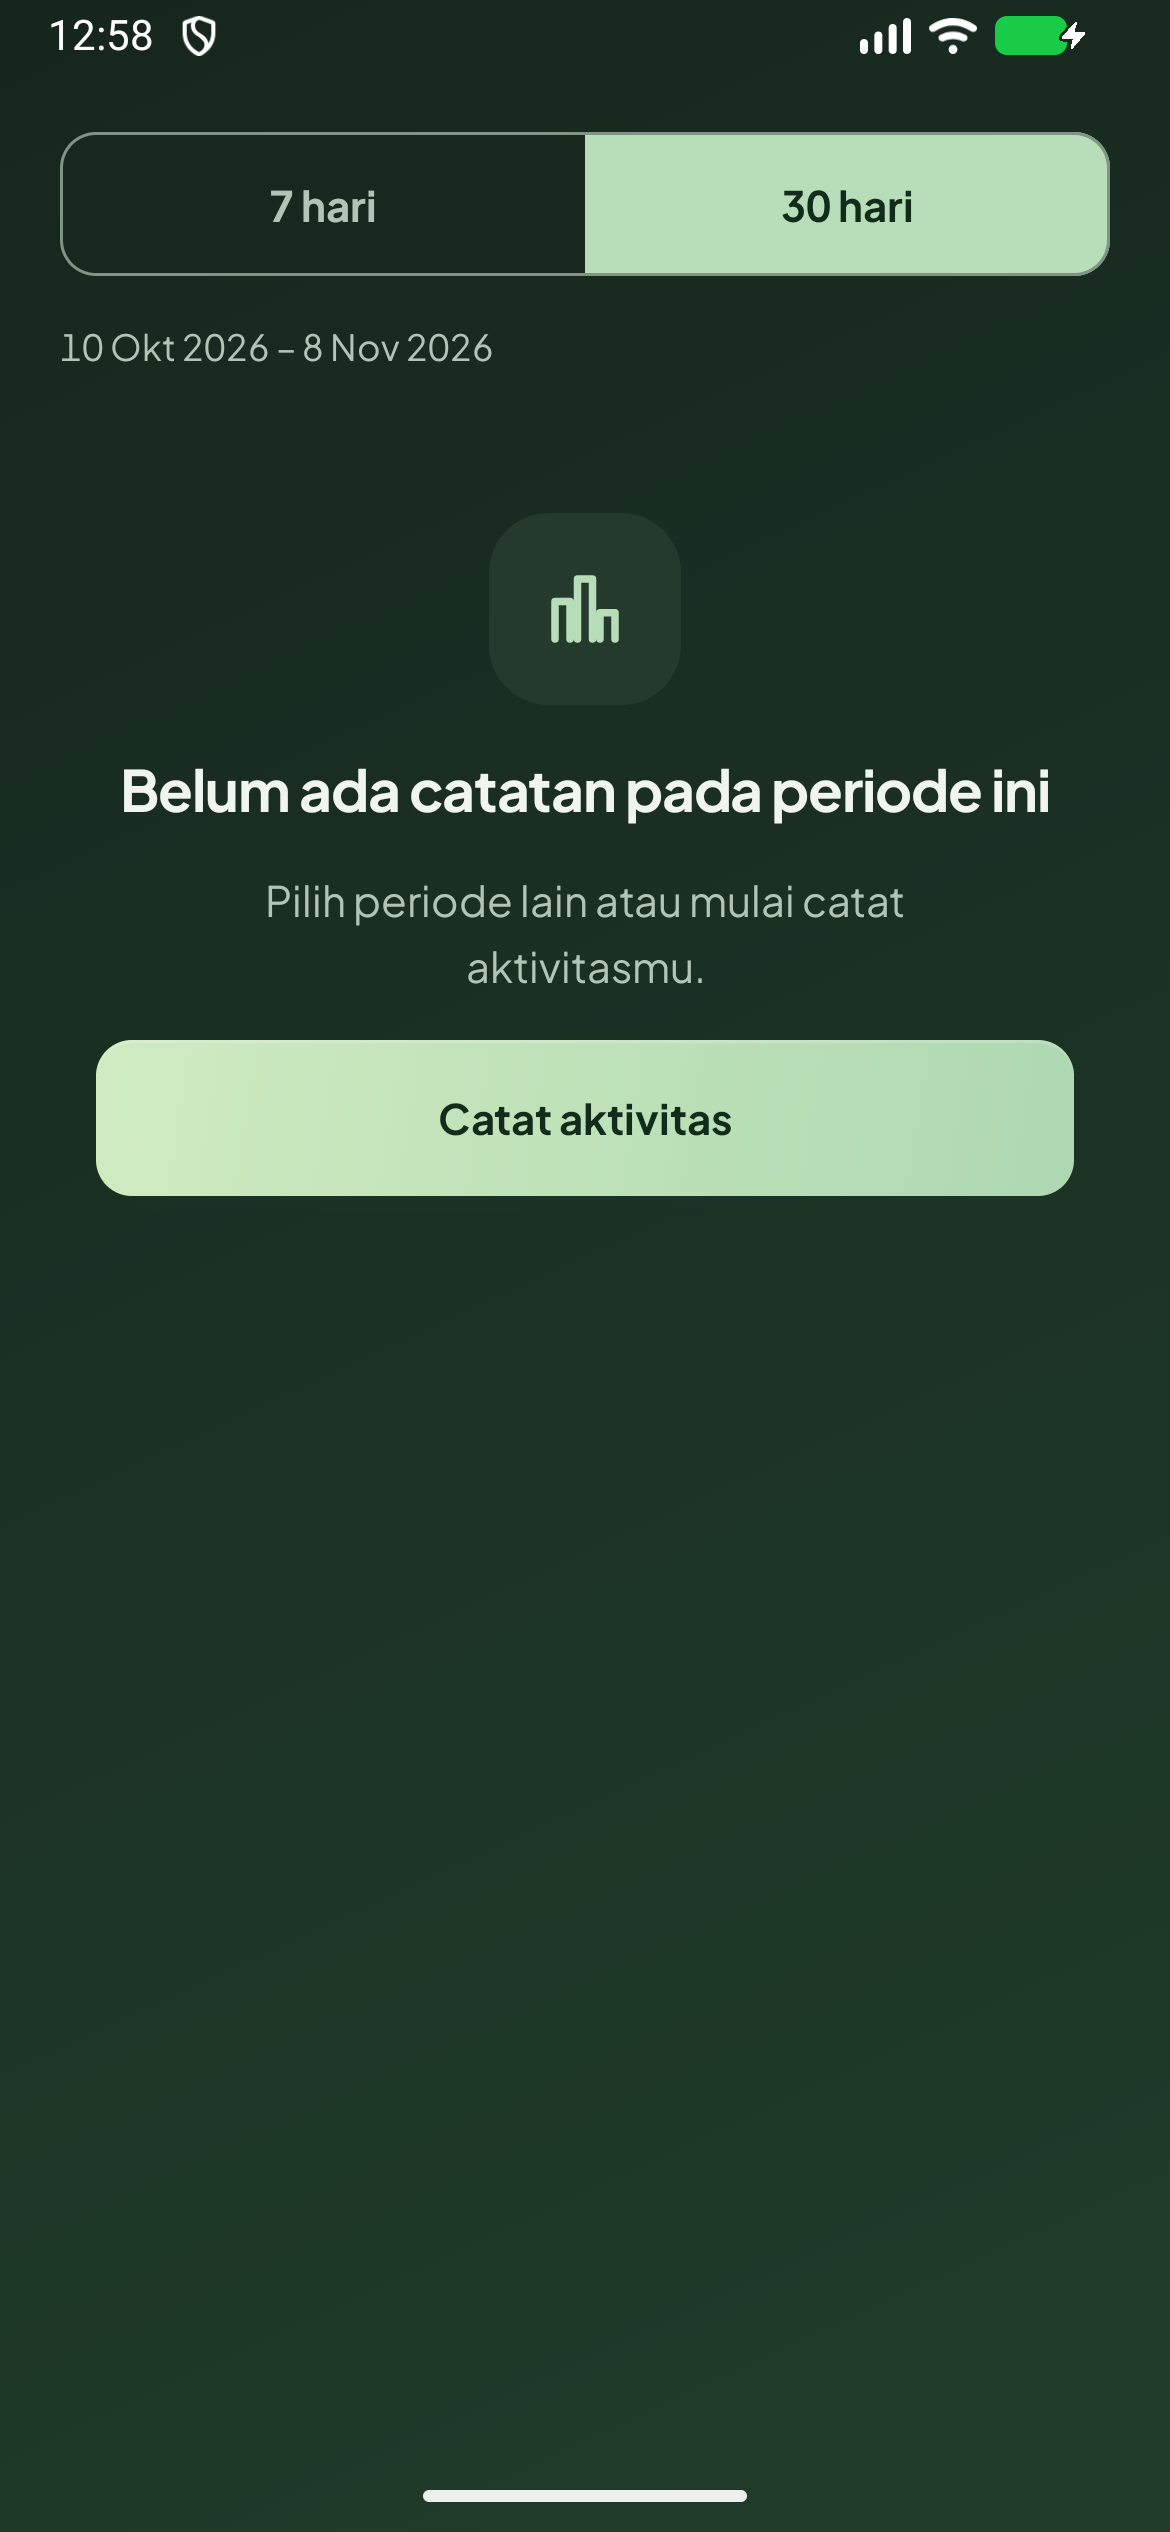 12:58
7 hari
30 hari
10 Okt 2026 – 8 Nov 2026
Belum ada catatan pada periode ini
Pilih periode lain atau mulai catat
aktivitasmu.
Catat aktivitas